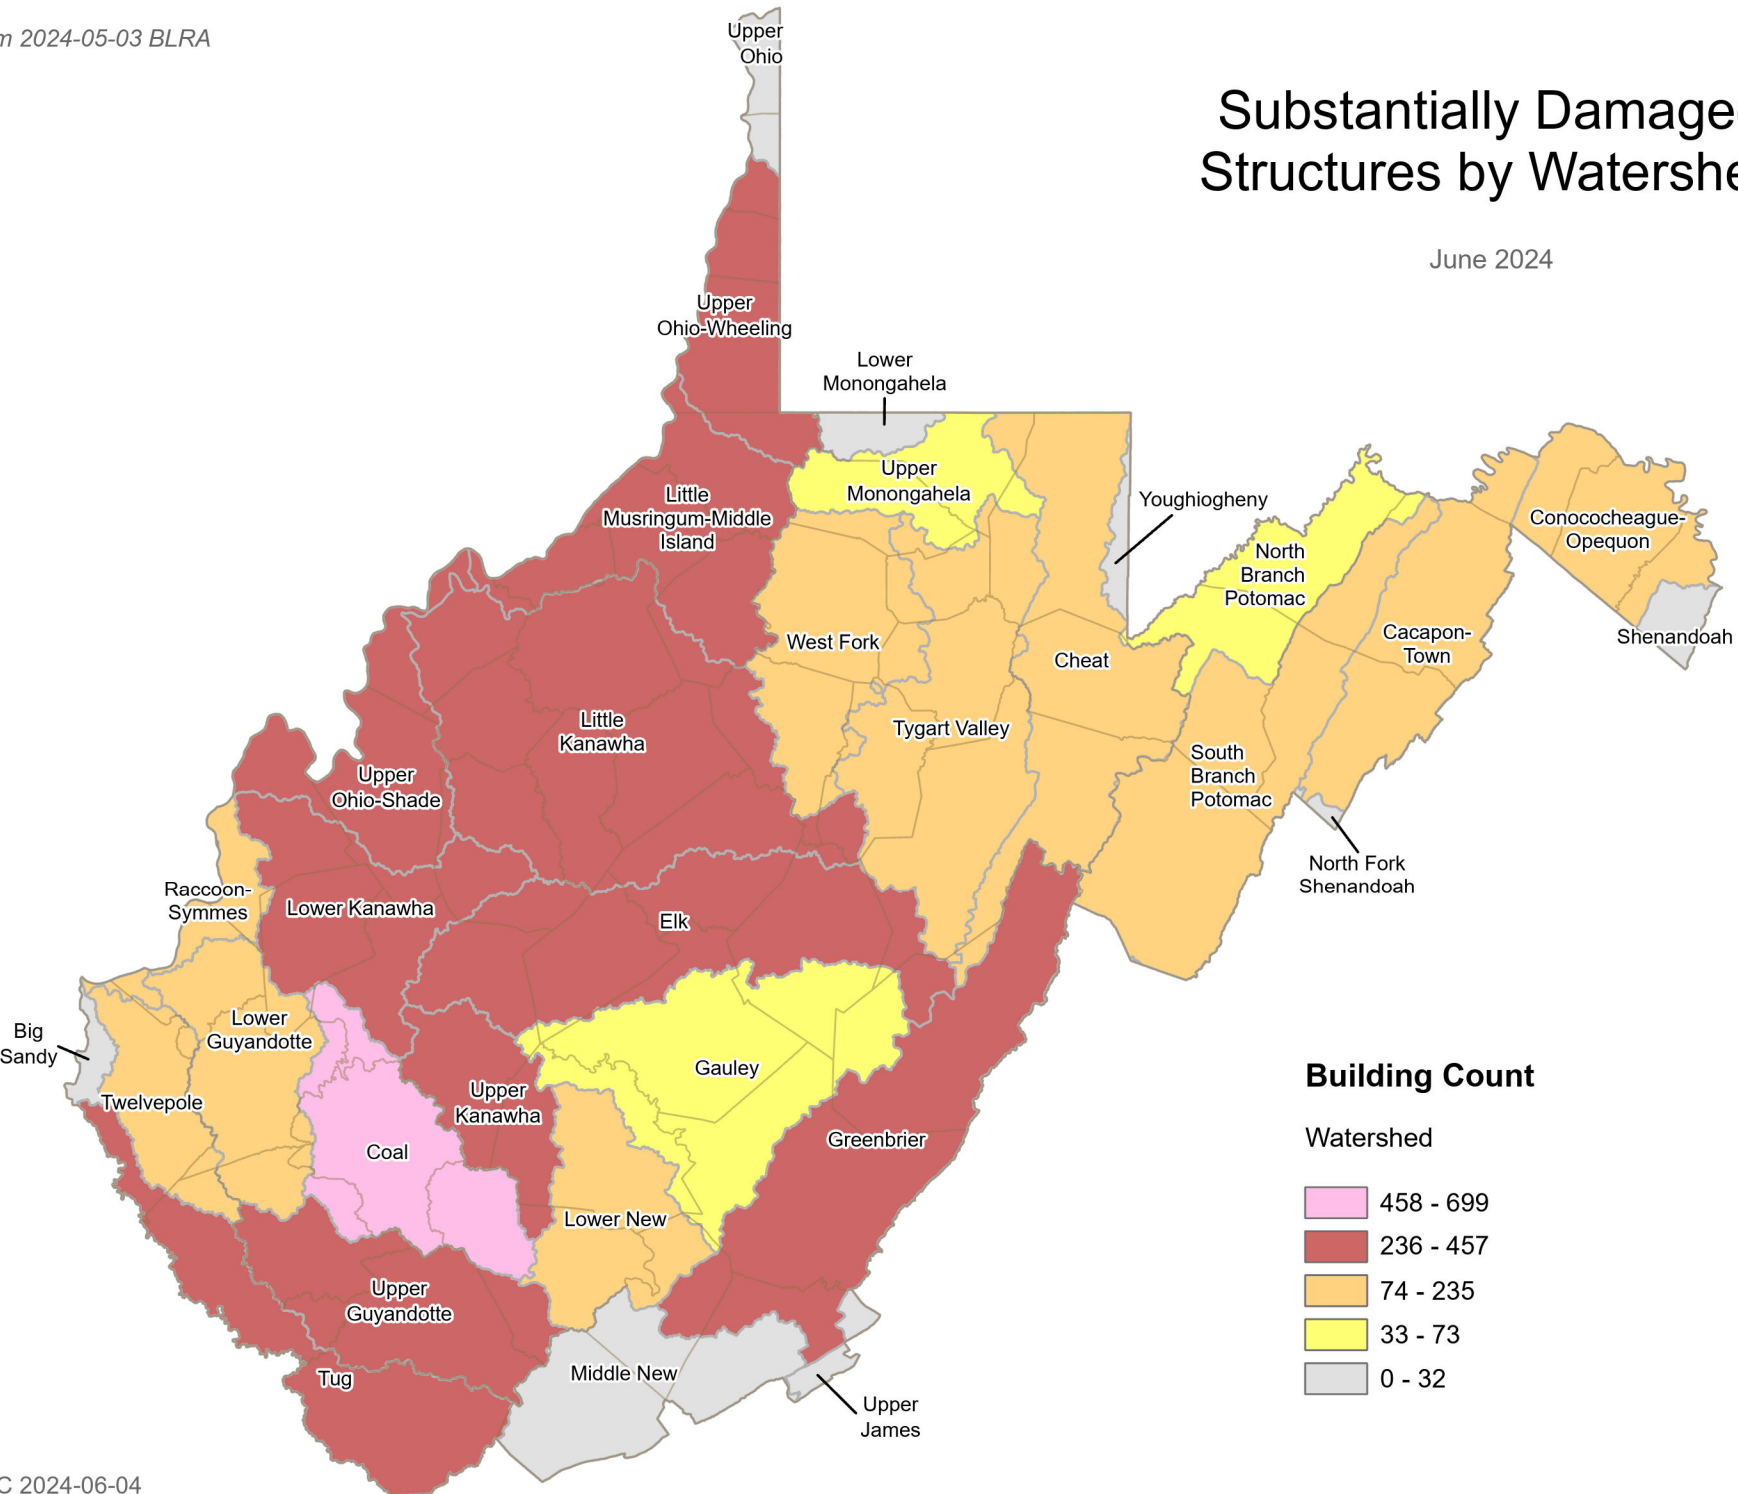 m 2024-05-03 BLRA
Substantially Damage
Structures by Watershe
June 2024
Upper
Ohio
Upper
Ohio-Wheeling
Lower
Monongahela
Upper
Monongahela
Little
Musringum-Middle
Island
Youghiogheny
North
Branch
Potomac
Conococheague-
Opequon
Shenandoah
Cacapon-
Town
West Fork
Cheat
Tygart Valley
Little
Kanawha
South
Branch
Potomac
Upper
Ohio-Shade
North Fork
Shenandoah
Raccoon-
Symmes
Lower Kanawha
Elk
Big
Sandy
Lower
Guyandotte
Twelvepole
Gauley
Upper
Kanawha
Coal
Greenbrier
Lower New
Upper
Guyandotte
Tug
Middle New
Upper
James
Building Count
Watershed
458 - 699
236 - 457
74 - 235
33 - 73
0 - 32
C 2024-06-04